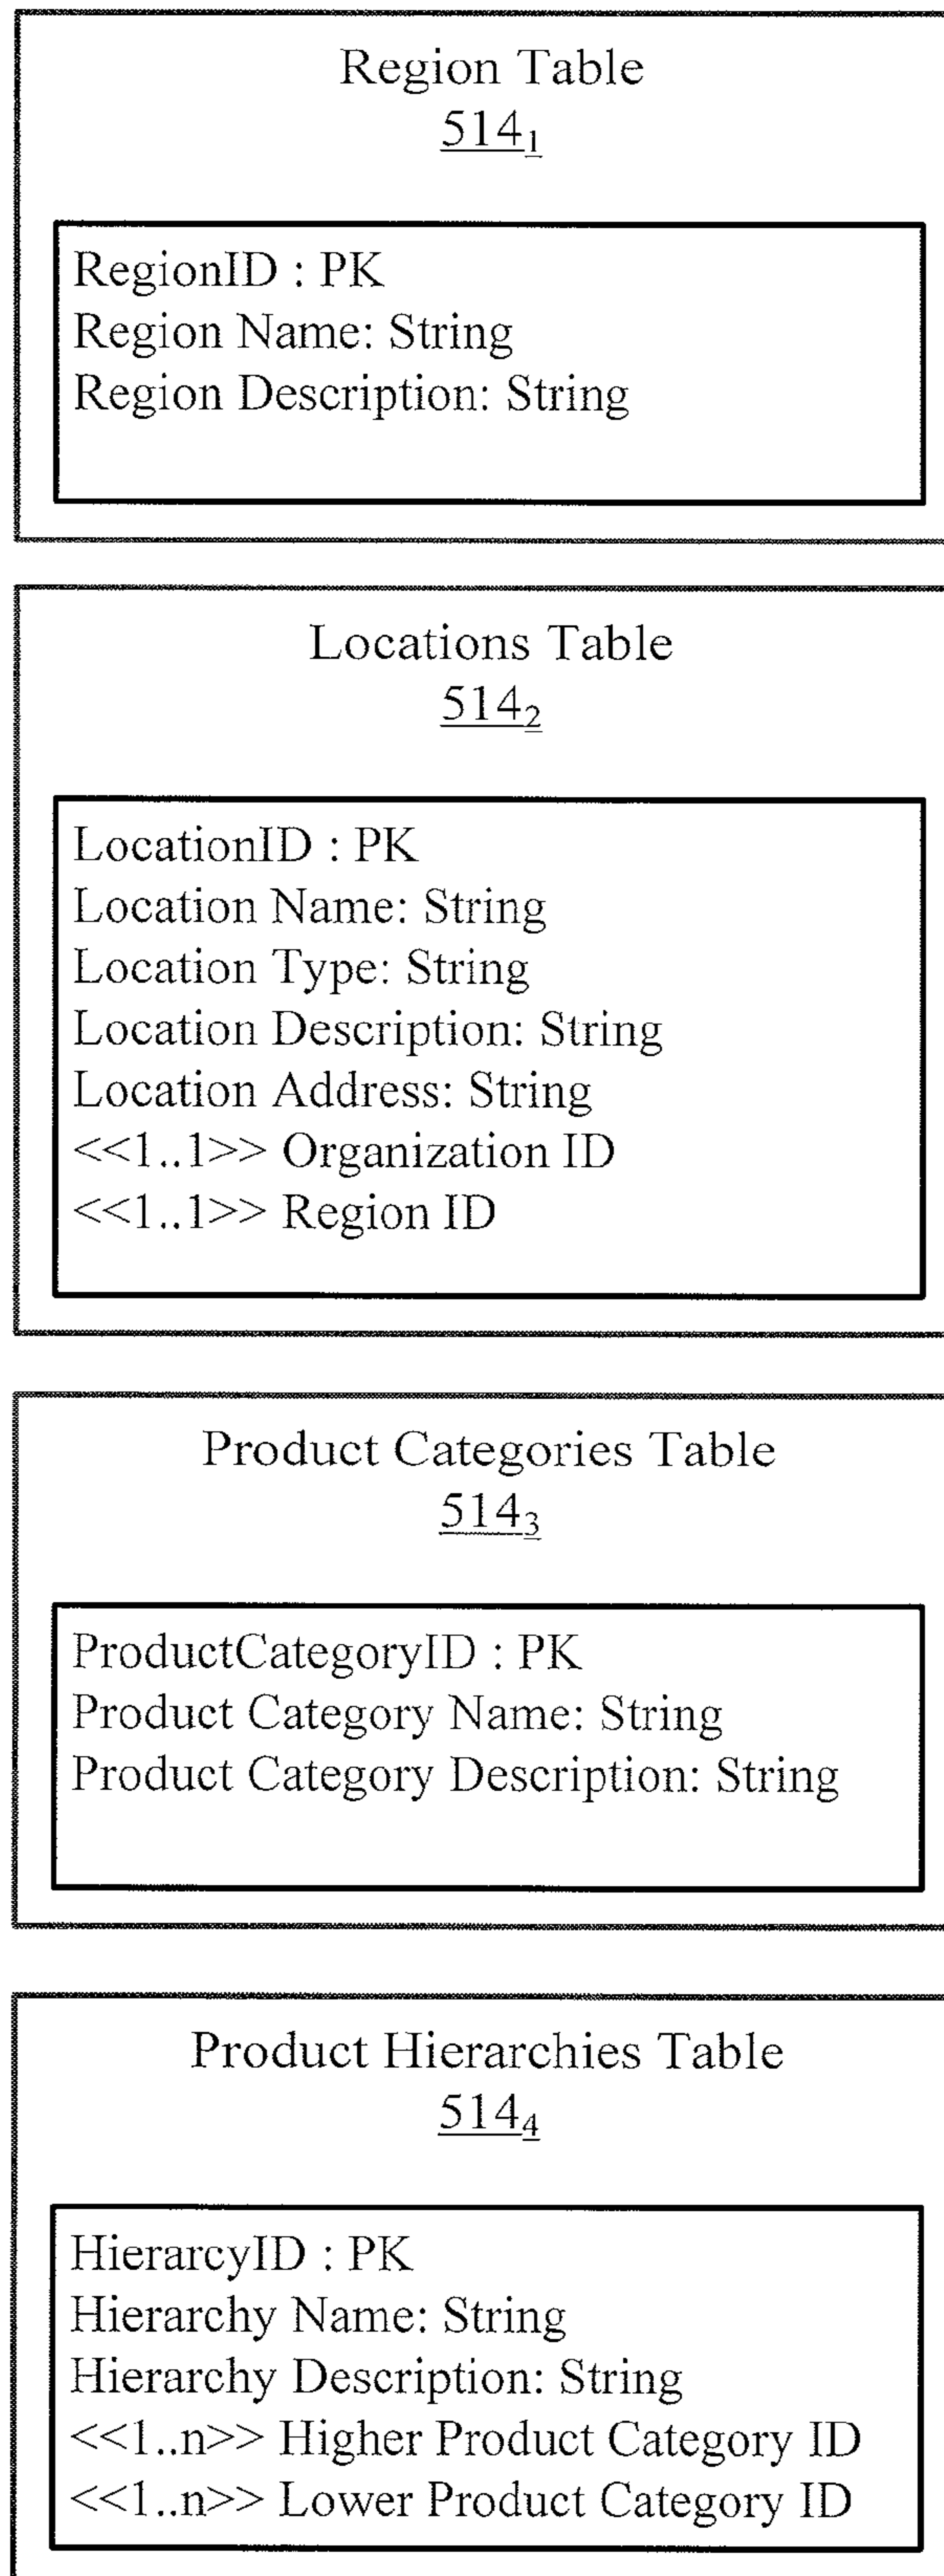 Region Table
514₁
RegionID : PK
Region Name: String
Region Description: String
Locations Table
514₂
LocationID : PK
Location Name: String
Location Type: String
Location Description: String
Location Address: String
<<1..1>> Organization ID
<<1..1>> Region ID
Product Categories Table
514₃
ProductCategoryID : PK
Product Category Name: String
Product Category Description: String
Product Hierarchies Table
514₄
HierarcyID : PK
Hierarchy Name: String
Hierarchy Description: String
<<1..n>> Higher Product Category ID
<<1..n>> Lower Product Category ID